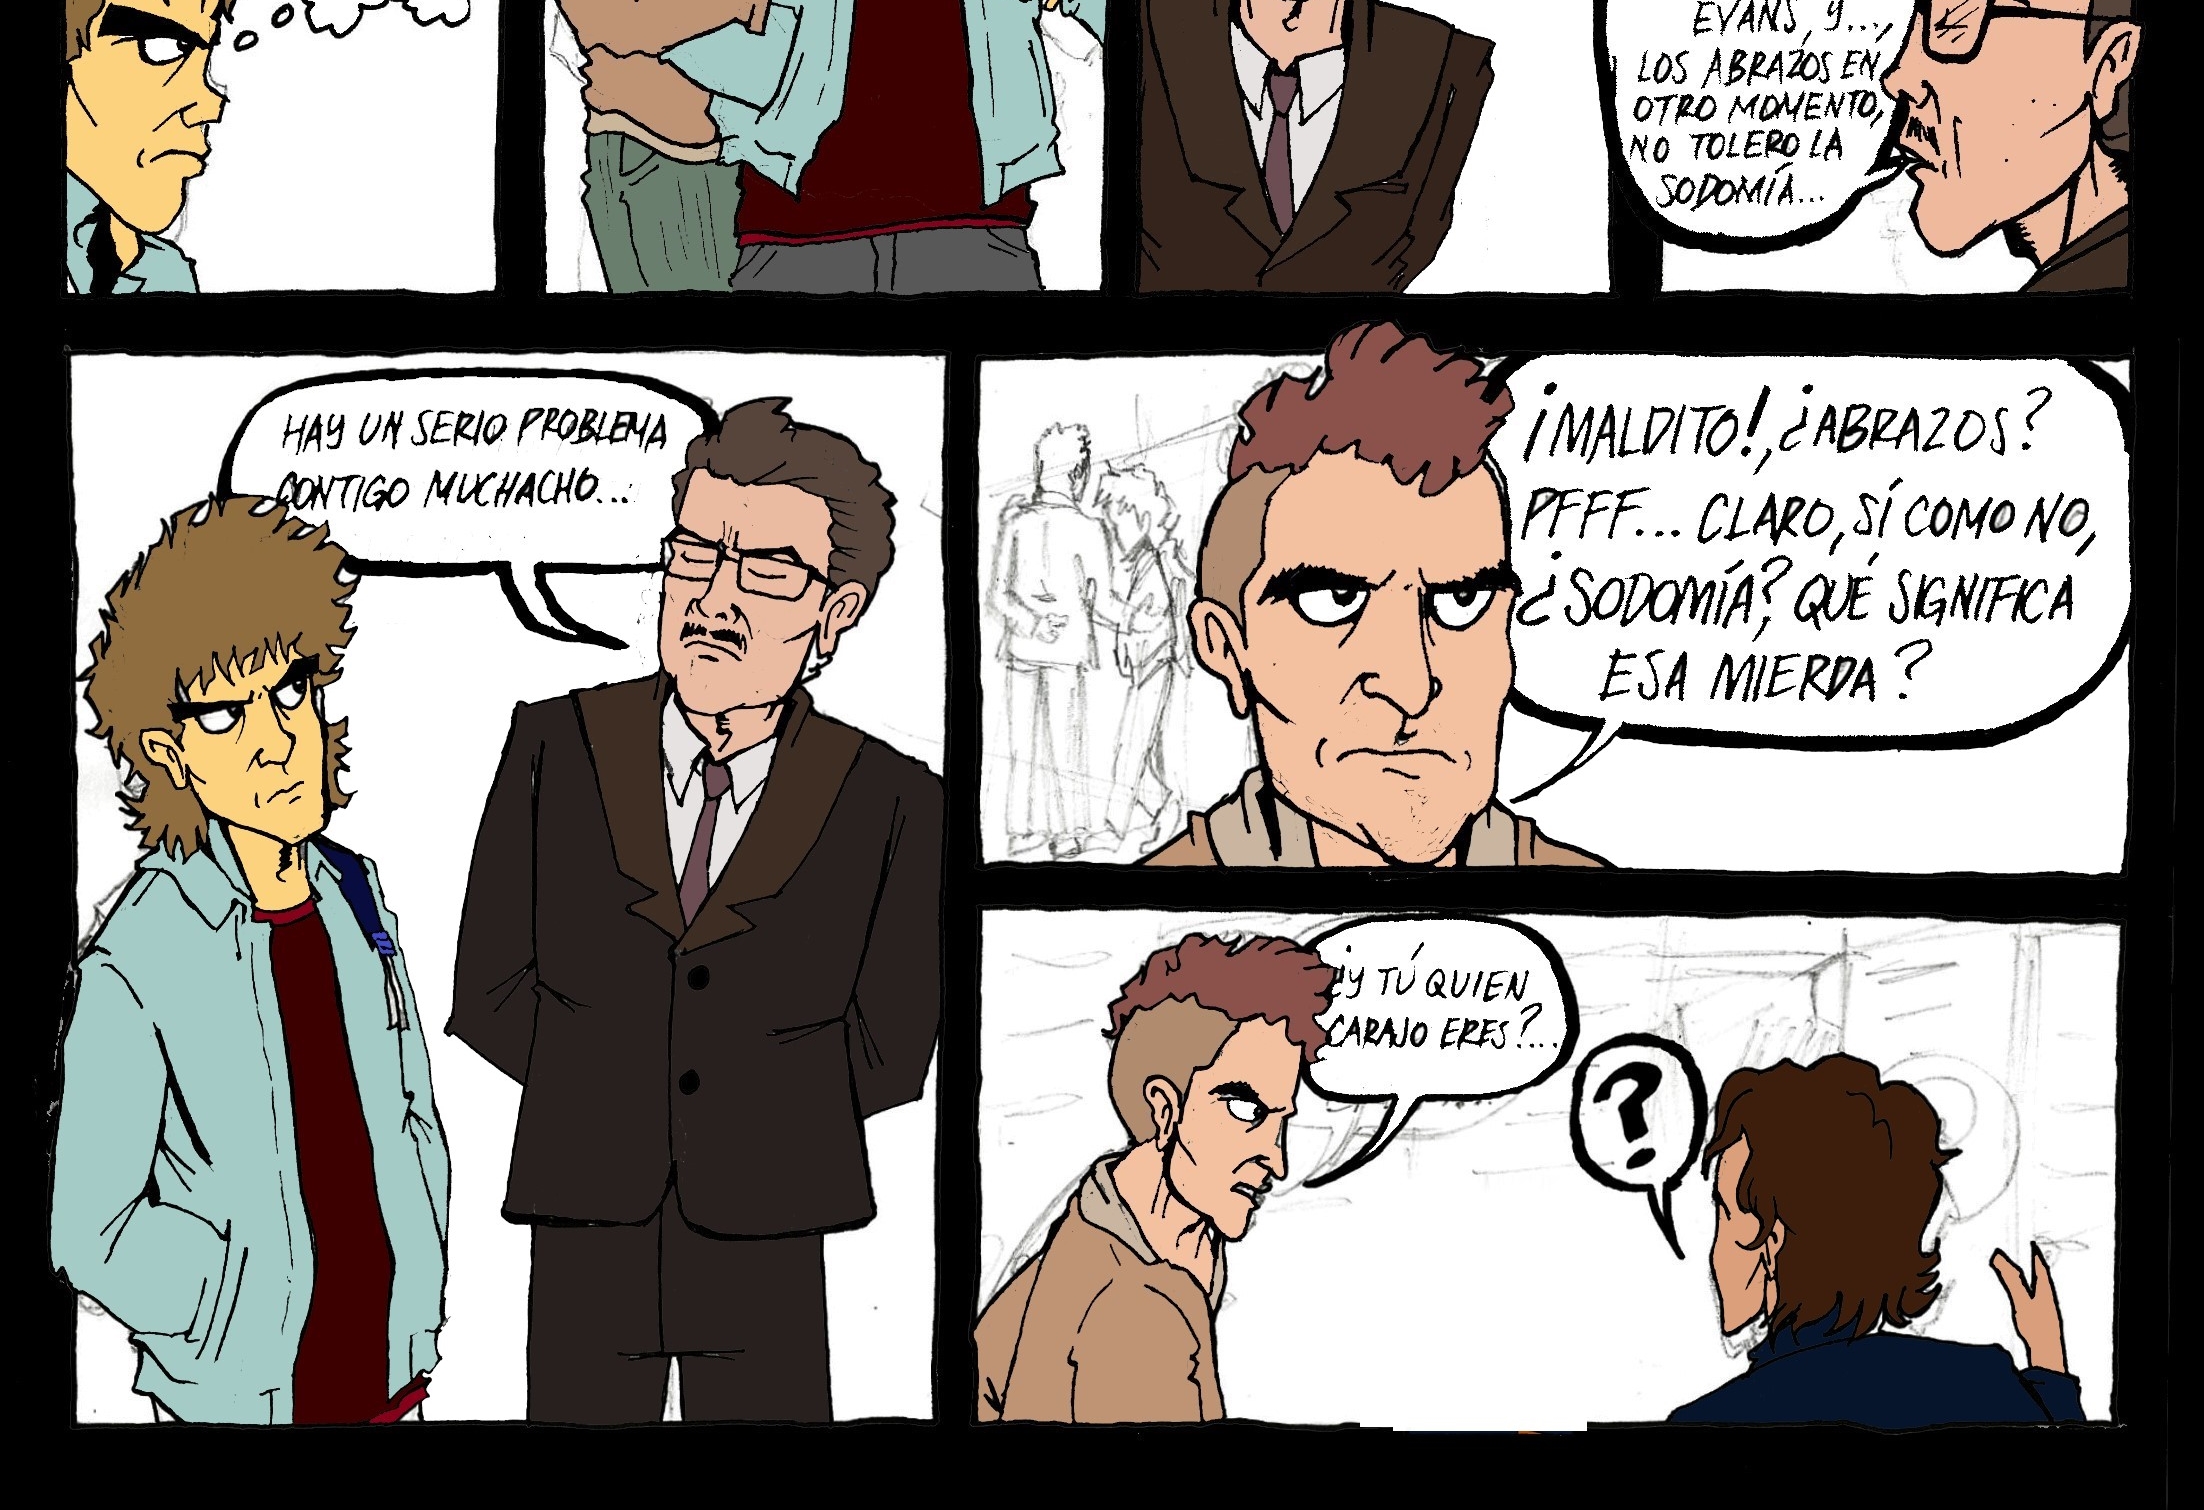 EVANS, Y...,
LOS ABRAZOS EN
OTRO MOMENTO,
NO TOLERO LA
SODOMÍA...
HAY UN SERIO PROBLEMA
CONTIGO MUCHACHO...
¡MALDITO!,¿ABRAZOS?
PFFF... CLARO, SÍ COMO NO,
¿SODOMÍA?, QUÉ SIGNIFICA
ESA MIERDA?
¿Y TÚ QUIEN
CARAJO ERES?...
?